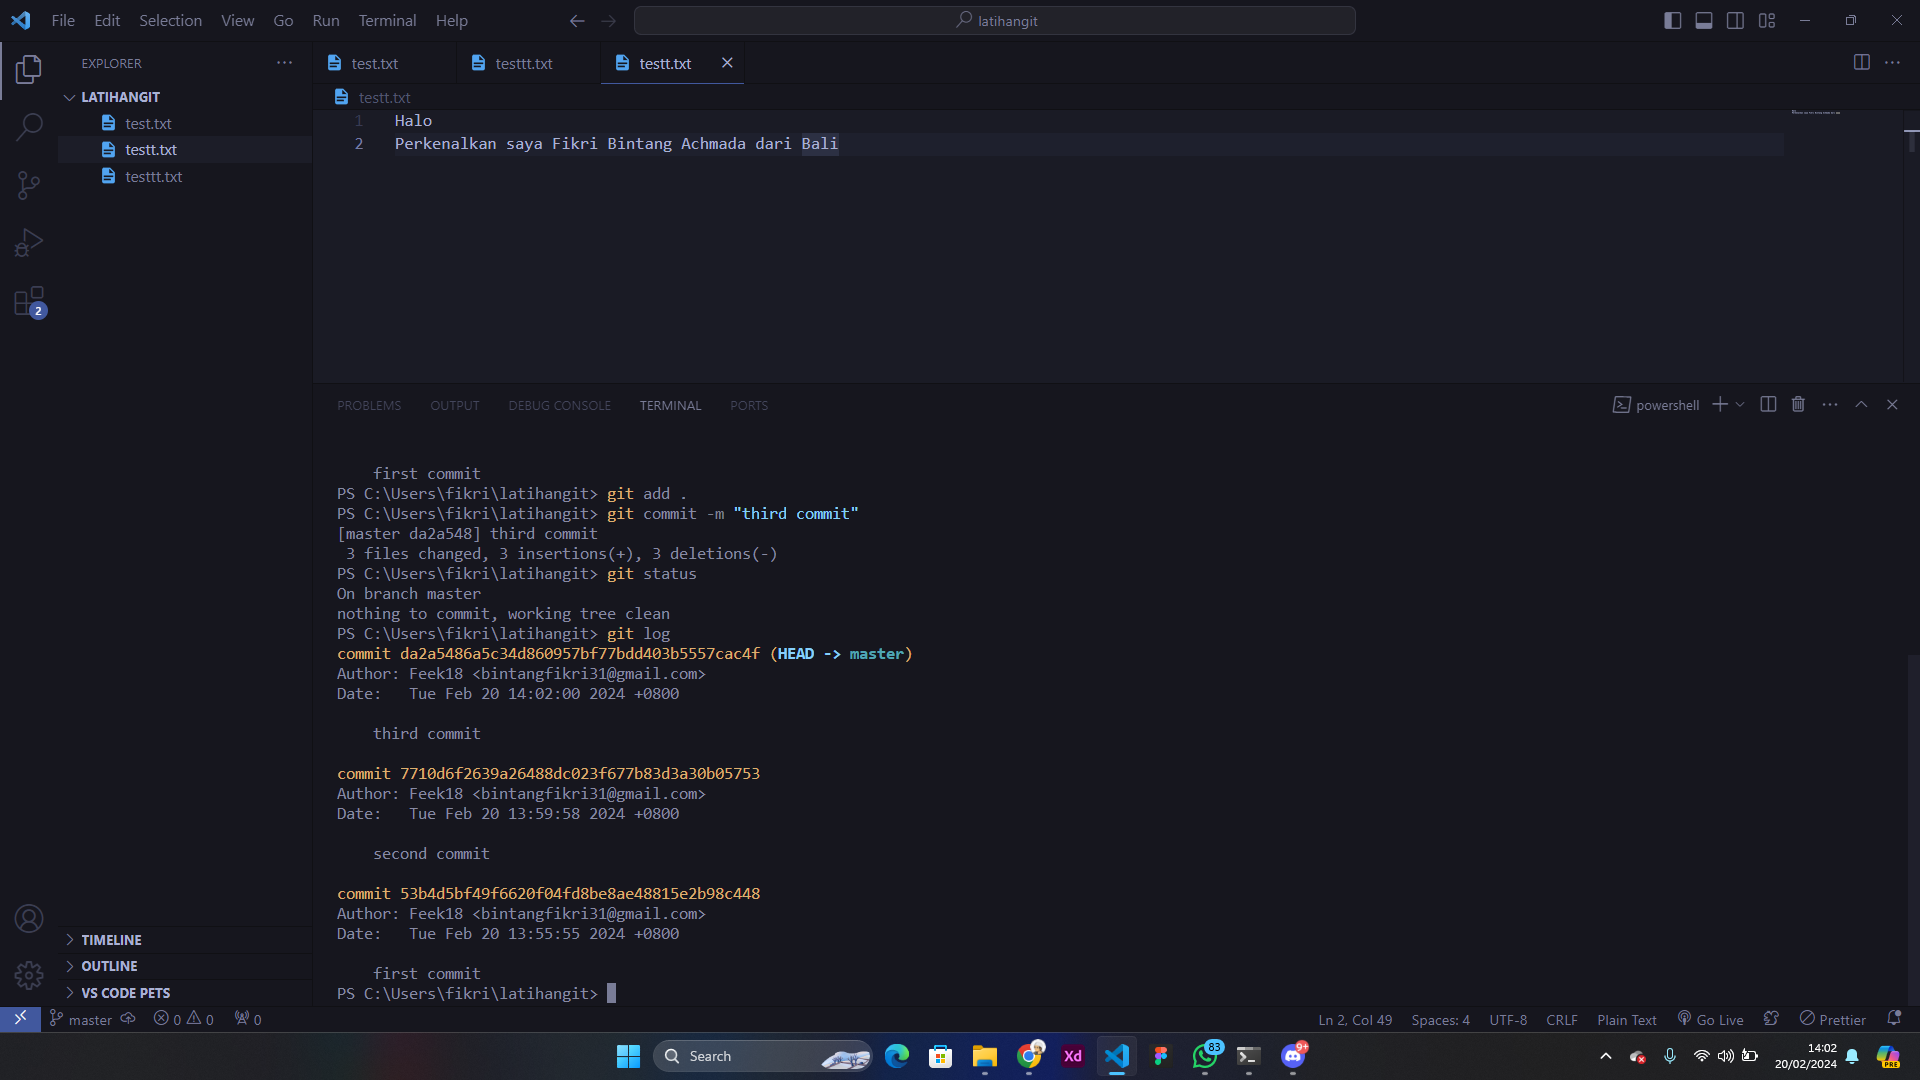 File Edit Selection View Go Run Terminal Help
latihangit
EXPLORER
LATIHANGIT
test.txt
testt.txt
testtt.txt
test.txt testtt.txt testt.txt
testt.txt
1 Halo
2 Perkenalkan saya Fikri Bintang Achmada dari Bali
2
PROBLEMS OUTPUT DEBUG CONSOLE TERMINAL PORTS
powershell
first commit
PS C:\Users\fikri\latihangit> git add .
PS C:\Users\fikri\latihangit> git commit -m "third commit"
[master da2a548] third commit
3 files changed, 3 insertions(+), 3 deletions(-)
PS C:\Users\fikri\latihangit> git status
On branch master
nothing to commit, working tree clean
PS C:\Users\fikri\latihangit> git log
commit da2a5486a5c34d860957bf77bdd403b5557cac4f (HEAD -> master)
Author: Feek18 <bintangfikri31@gmail.com>
Date:   Tue Feb 20 14:02:00 2024 +0800
third commit
commit 7710d6f2639a26488dc023f677b83d3a30b05753
Author: Feek18 <bintangfikri31@gmail.com>
Date:   Tue Feb 20 13:59:58 2024 +0800
second commit
commit 53b4d5bf49f6620f04fd8be8ae48815e2b98c448
Author: Feek18 <bintangfikri31@gmail.com>
Date:   Tue Feb 20 13:55:55 2024 +0800
first commit
PS C:\Users\fikri\latihangit>
TIMELINE
OUTLINE
VS CODE PETS
master 0 0 0
Ln 2, Col 49 Spaces: 4 UTF-8 CRLF Plain Text Go Live Prettier
Search
Xd
83
9+
14:02
20/02/2024
PRE